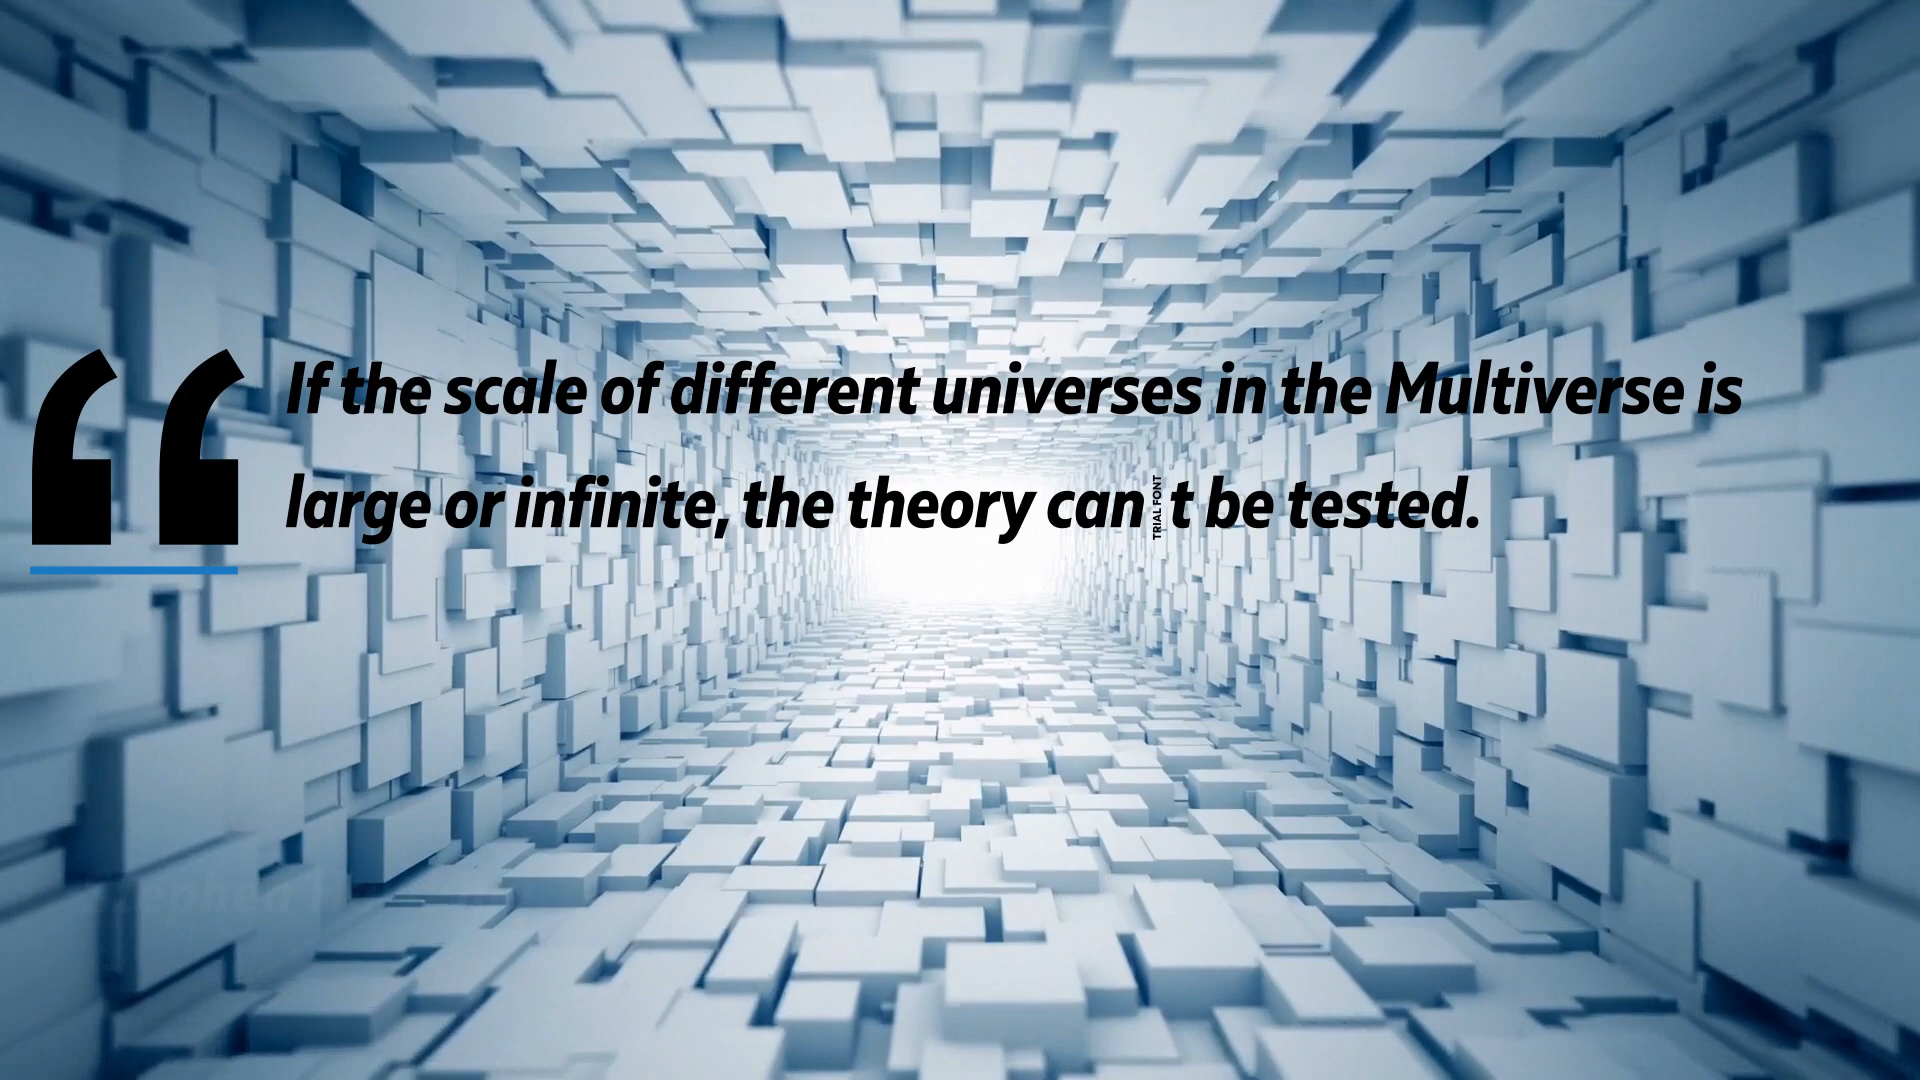 “
If the scale of different universes in the Multiverse is
large or infinite, the theory can TRIAL FONT t be tested.
ephen